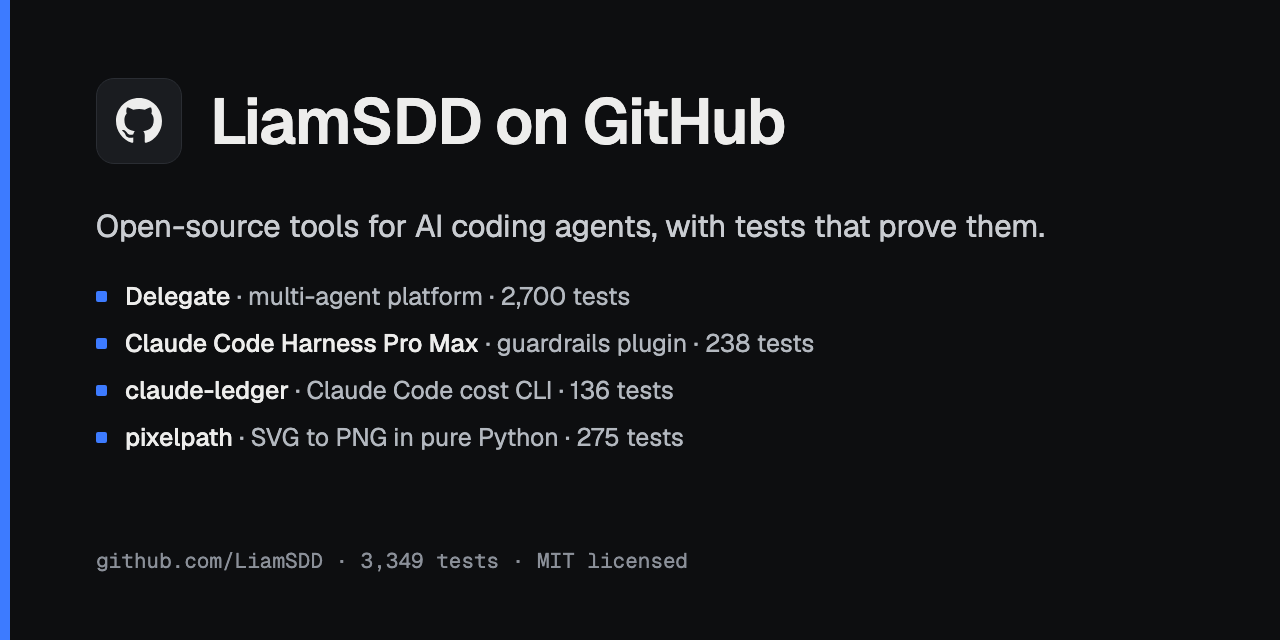 LiamSDD on GitHub
Open-source tools for AI coding agents, with tests that prove them.
Delegate · multi-agent platform · 2,700 tests
Claude Code Harness Pro Max · guardrails plugin · 238 tests
claude-ledger · Claude Code cost CLI · 136 tests
pixelpath · SVG to PNG in pure Python · 275 tests
github.com/LiamSDD · 3,349 tests · MIT licensed